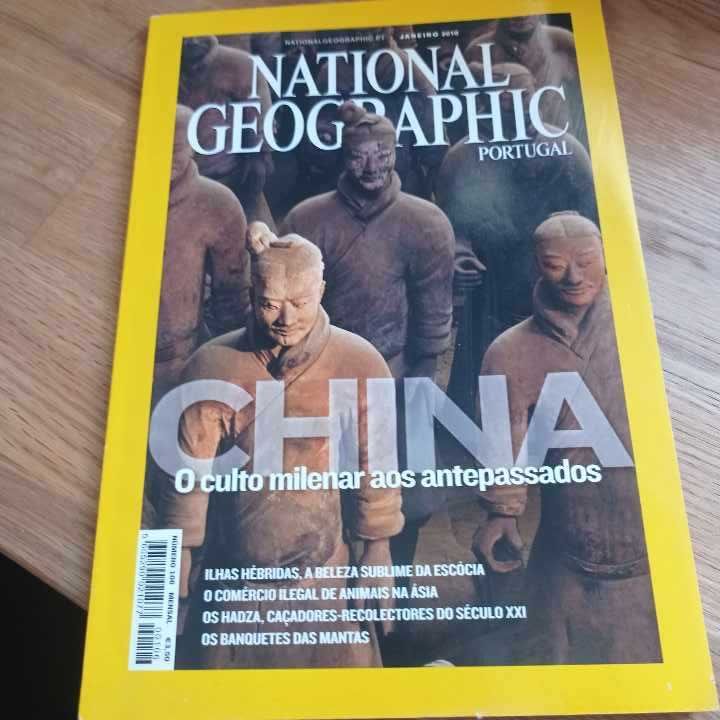 NATIONALGEOGRAPHIC.PT JANEIRO 2010
NATIONAL
GEOGRAPHIC
PORTUGAL
CHINA
O culto milenar aos antepassados
ILHAS HÉBRIDAS, A BELEZA SUBLIME DA ESCÓCIA
O COMÉRCIO ILEGAL DE ANIMAIS NA ÁSIA
OS HADZA, CAÇADORES-RECOLECTORES DO SÉCULO XXI
OS BANQUETES DAS MANTAS
NÚMERO 106 MENSAL €3,50
00106